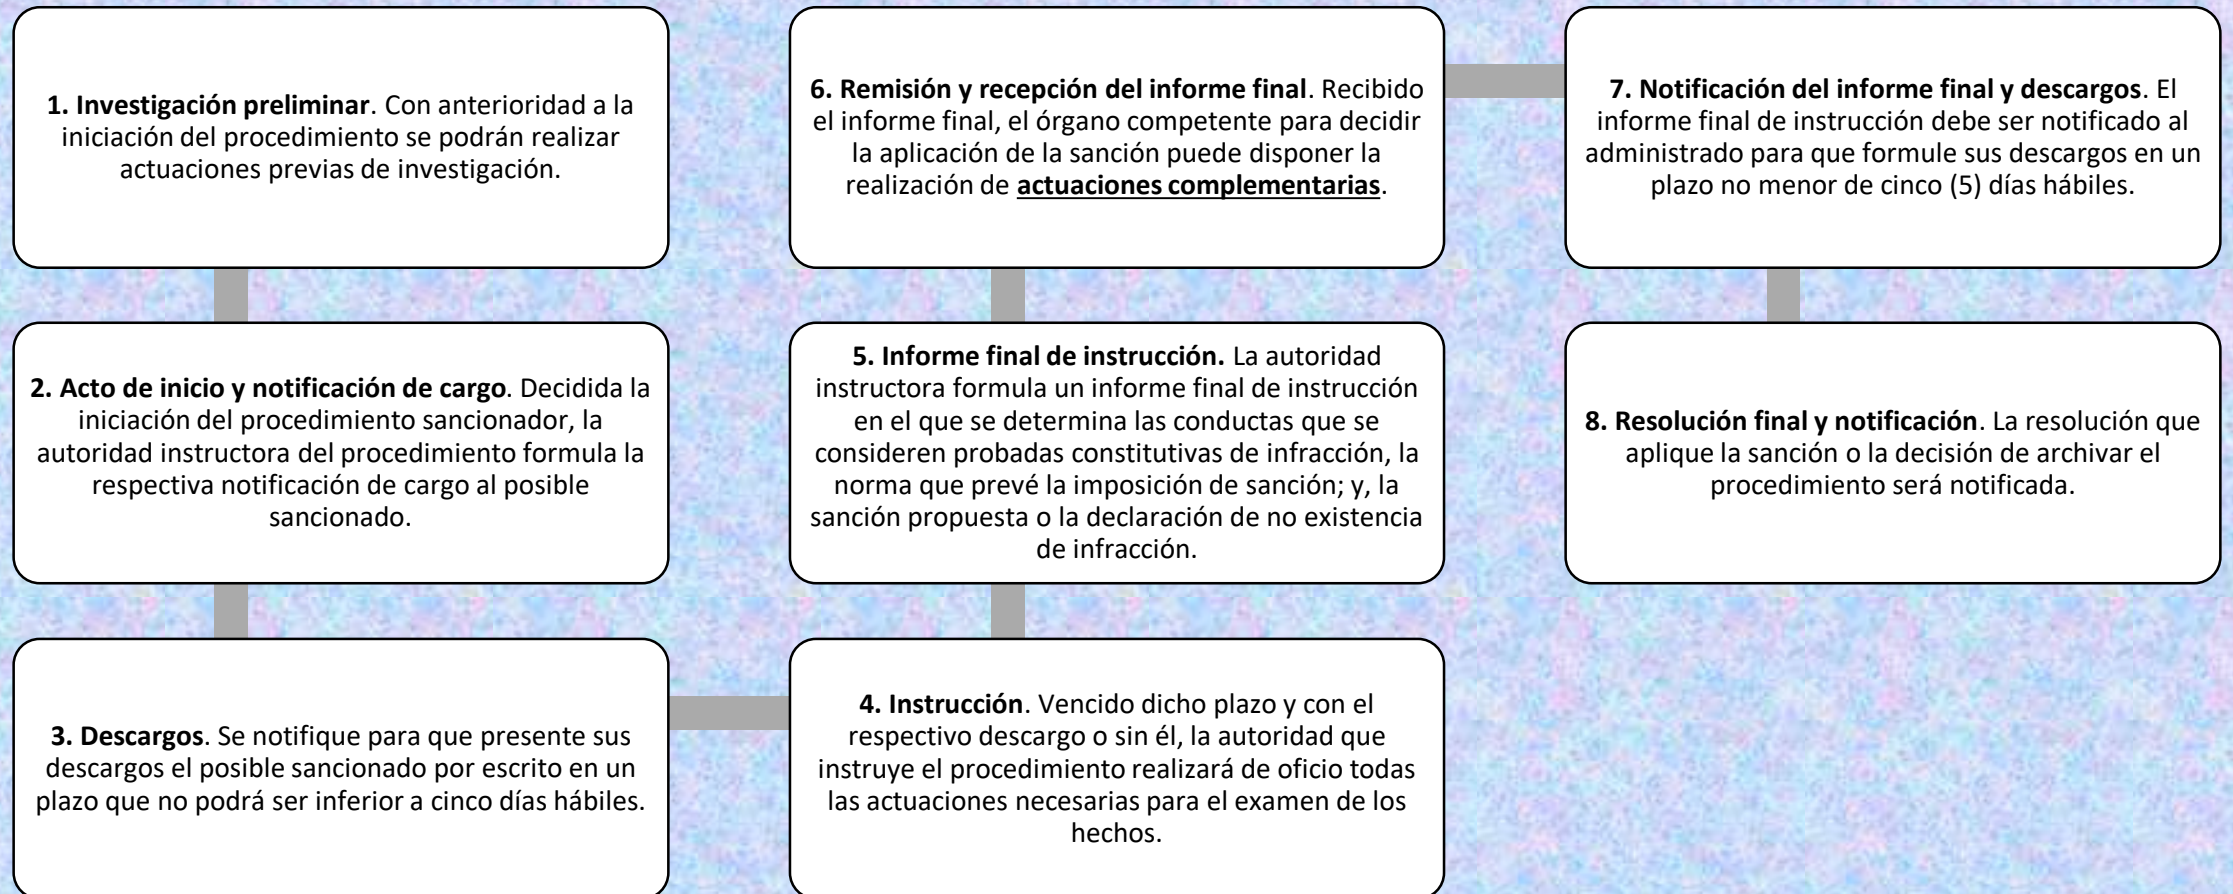 1. Investigación preliminar. Con anterioridad a la
iniciación del procedimiento se podrán realizar
actuaciones previas de investigación.
2. Acto de inicio y notificación de cargo. Decidida la
iniciación del procedimiento sancionador, la
autoridad instructora del procedimiento formula la
respectiva notificación de cargo al posible
sancionado.
3. Descargos. Se notifique para que presente sus
descargos el posible sancionado por escrito en un
plazo que no podrá ser inferior a cinco días hábiles.
4. Instrucción. Vencido dicho plazo y con el
respectivo descargo o sin él, la autoridad que
instruye el procedimiento realizará de oficio todas
las actuaciones necesarias para el examen de los
hechos.
5. Informe final de instrucción. La autoridad
instructora formula un informe final de instrucción
en el que se determina las conductas que se
consideren probadas constitutivas de infracción, la
norma que prevé la imposición de sanción; y, la
sanción propuesta o la declaración de no existencia
de infracción.
6. Remisión y recepción del informe final. Recibido
el informe final, el órgano competente para decidir
la aplicación de la sanción puede disponer la
realización de actuaciones complementarias.
7. Notificación del informe final y descargos. El
informe final de instrucción debe ser notificado al
administrado para que formule sus descargos en un
plazo no menor de cinco (5) días hábiles.
8. Resolución final y notificación. La resolución que
aplique la sanción o la decisión de archivar el
procedimiento será notificada.